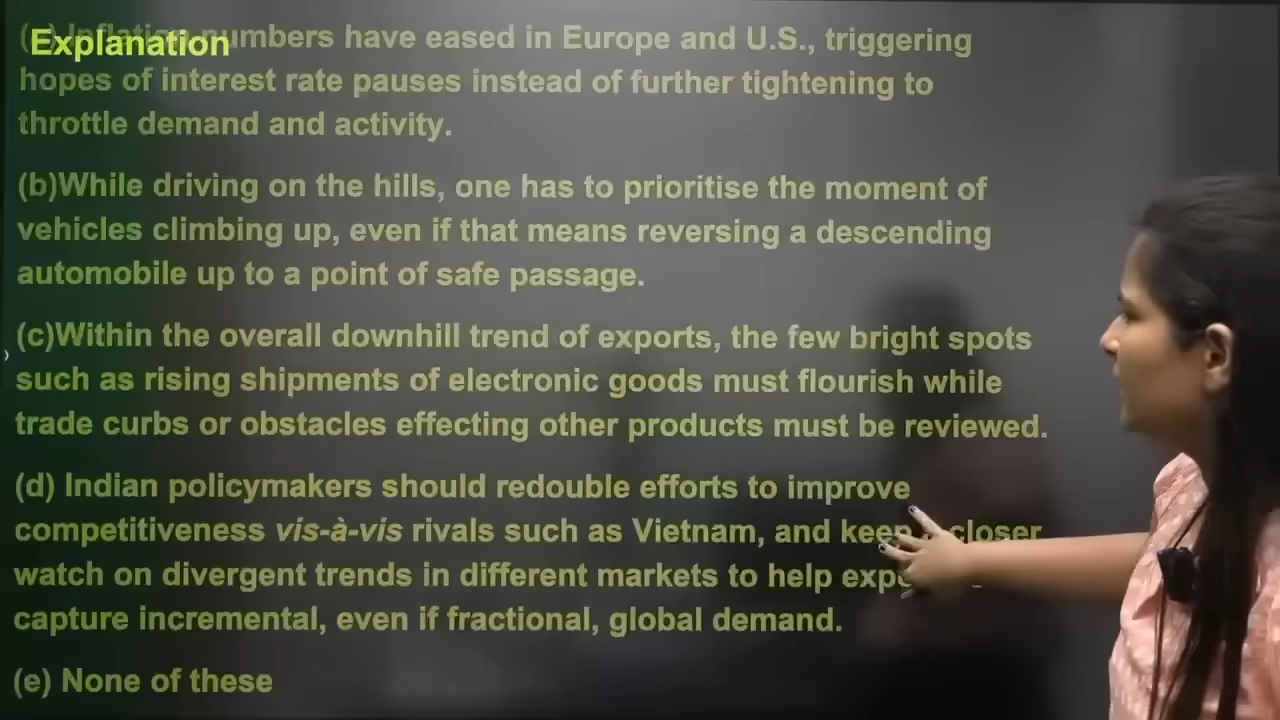 Explanation
numbers have eased in Europe and U.S., triggering
hopes of interest rate pauses instead of further tightening to
throttle demand and activity.
(b)While driving on the hills, one has to prioritise the moment of
vehicles climbing up, even if that means reversing a descending
automobile up to a point of safe passage.
(c)Within the overall downhill trend of exports, the few bright spots
such as rising shipments of electronic goods must flourish while
trade curbs or obstacles effecting other products must be reviewed.
(d) Indian policymakers should redouble efforts to improve
competitiveness vis-à-vis rivals such as Vietnam, and keep closer
watch on divergent trends in different markets to help
capture incremental, even if fractional, global demand.
(e) None of these